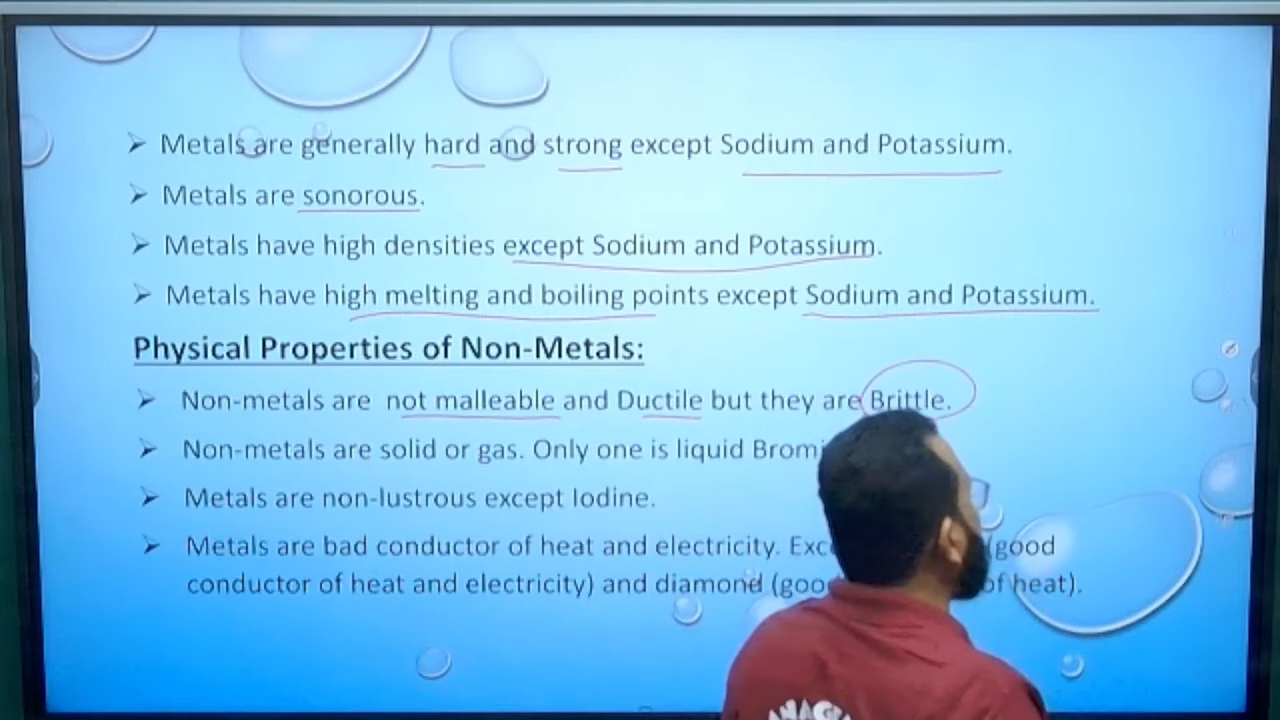 Metals are generally hard and strong except Sodium and Potassium.
Metals are sonorous.
Metals have high densities except Sodium and Potassium.
Metals have high melting and boiling points except Sodium and Potassium.
Physical Properties of Non-Metals:
Non-metals are not malleable and Ductile but they are Brittle.
Non-metals are solid or gas. Only one is liquid
Metals are non-lustrous except Iodine.
Metals are bad conductor of heat and electricity. (good
conductor of heat and electricity) and diamond of heat).